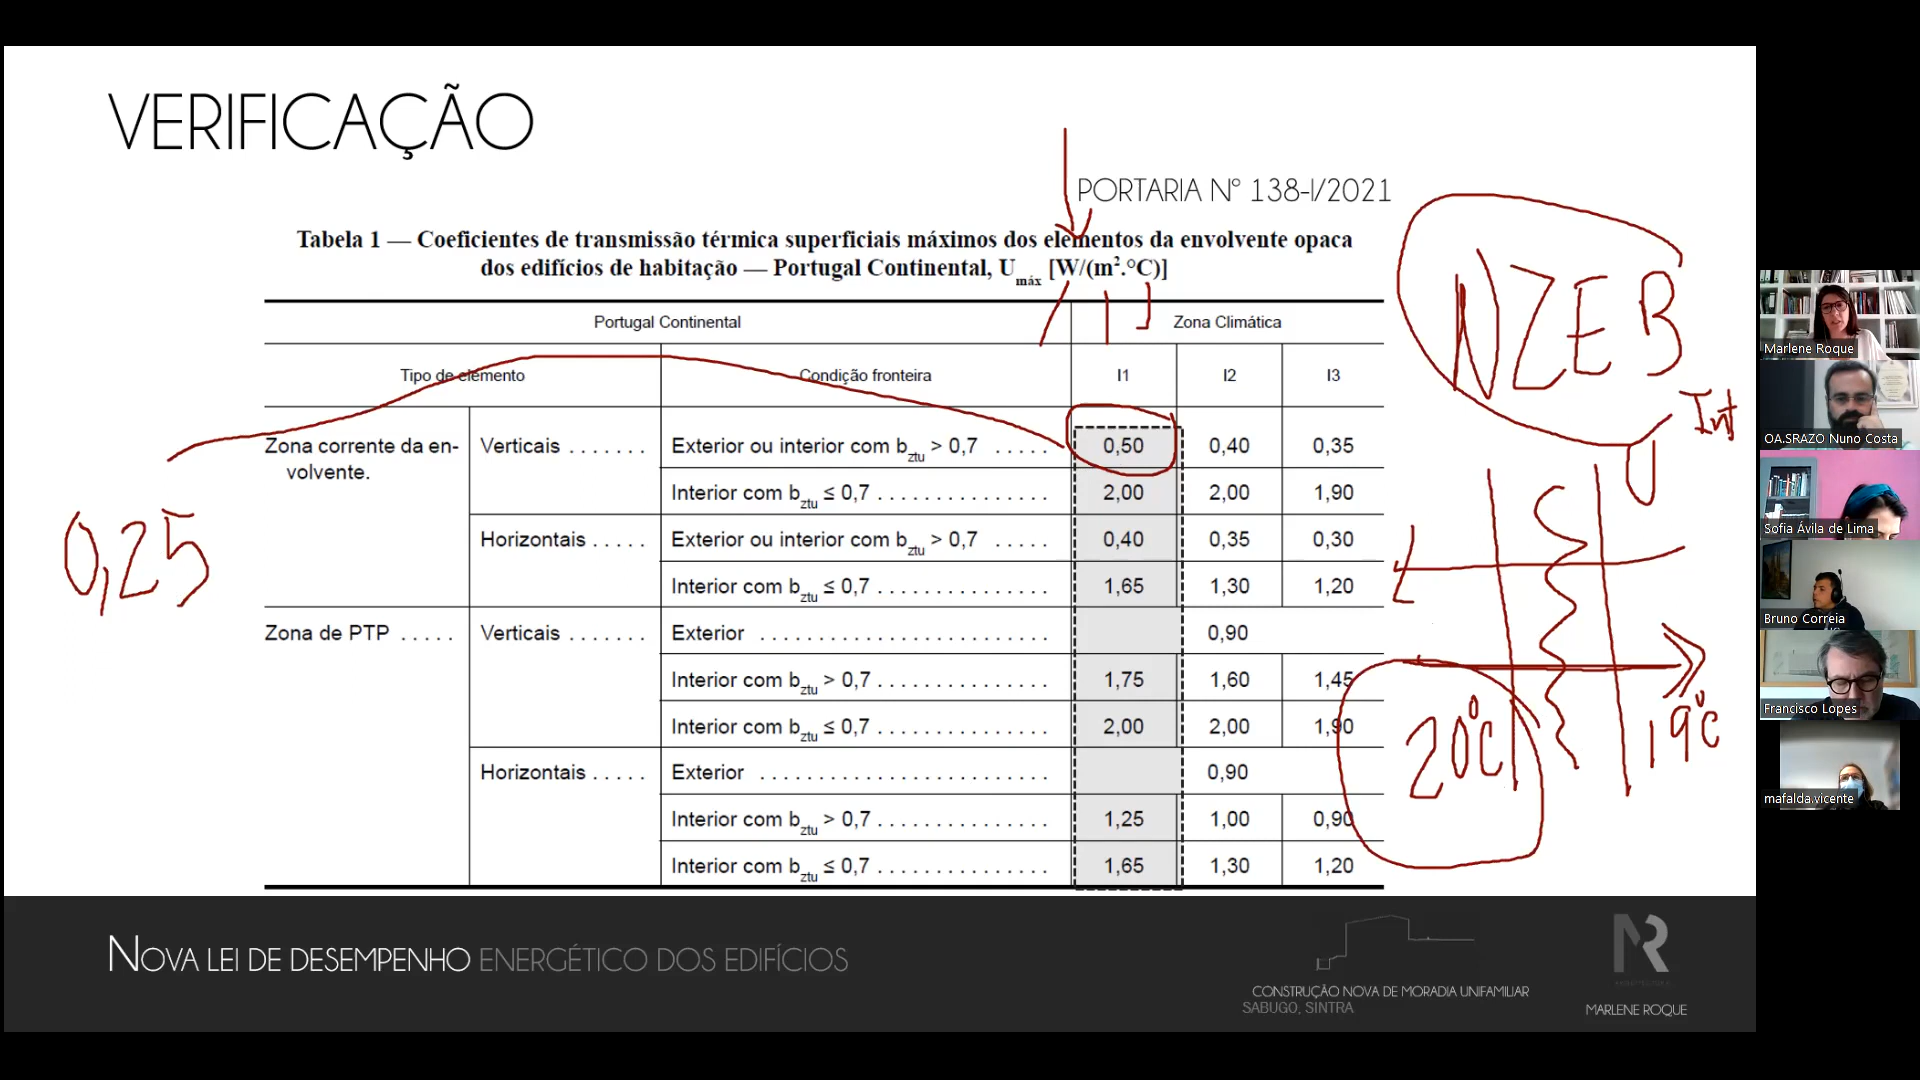 VERIFICAÇÃO
PORTARIA Nº 138-I/2021
Tabela 1 — Coeficientes de transmissão térmica superficiais máximos dos elementos da envolvente opaca
dos edifícios de habitação — Portugal Continental, Umáx [W/(m².°C)]
Portugal Continental Zona Climática
Tipo de elemento Condição fronteira I1 I2 I3
Zona corrente da en- Verticais ....... Exterior ou interior com bztu > 0,7 ..... 0,50 0,40 0,35
volvente.
Interior com bztu ≤ 0,7 ............... 2,00 2,00 1,90
Horizontais ..... Exterior ou interior com bztu > 0,7 ..... 0,40 0,35 0,30
Interior com bztu ≤ 0,7 ............... 1,65 1,30 1,20
Zona de PTP ..... Verticais ....... Exterior ......................... 0,90
Interior com bztu > 0,7 ............... 1,75 1,60 1,45
Interior com bztu ≤ 0,7 ............... 2,00 2,00 1,90
Horizontais ..... Exterior ......................... 0,90
Interior com bztu > 0,7 ............... 1,25 1,00 0,90
Interior com bztu ≤ 0,7 ............... 1,65 1,30 1,20
0,25
NZEB
Int
20°C
19°C
NOVA LEI DE DESEMPENHO ENERGÉTICO DOS EDIFÍCIOS
CONSTRUÇÃO NOVA DE MORADIA UNIFAMILIAR
SABUGO, SINTRA
MR
MARLENE ROQUE
Marlene Roque
OA.SRAZO Nuno Costa
Sofia Ávila de Lima
Bruno Correia
Francisco Lopes
mafalda.vicente